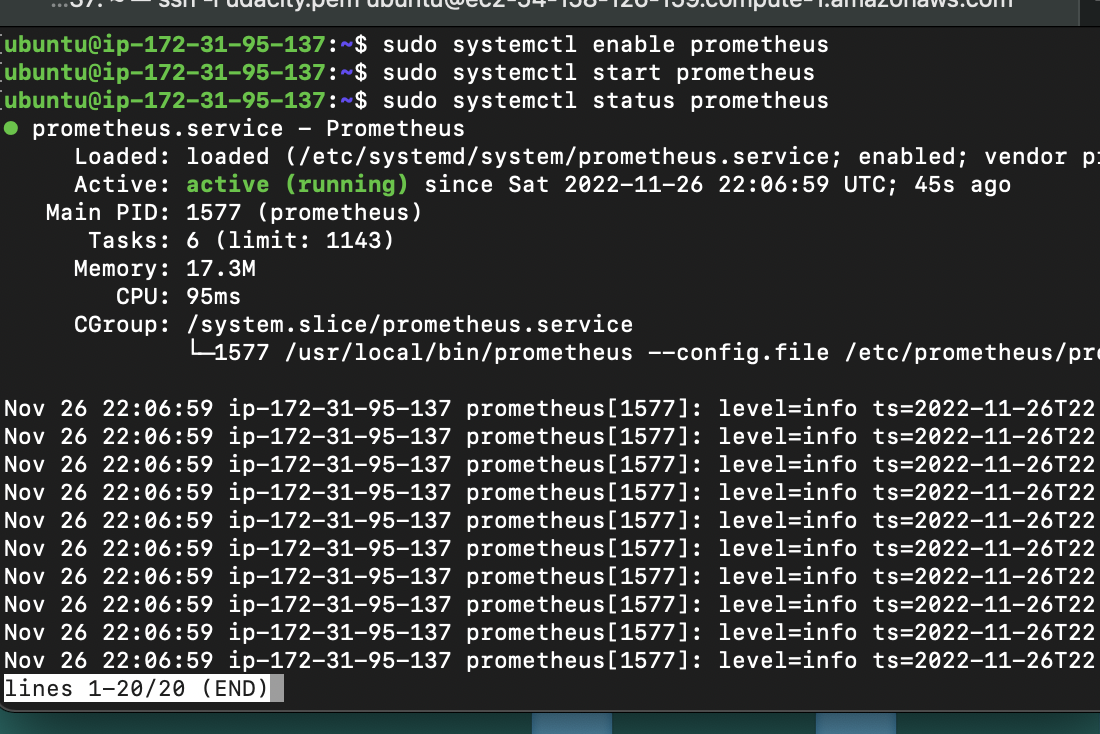 …37: ~ — ssh -i udacity.pem ubuntu@ec2-54-158-126-159.compute-1.amazonaws.com
[ubuntu@ip-172-31-95-137:~$ sudo systemctl enable prometheus
[ubuntu@ip-172-31-95-137:~$ sudo systemctl start prometheus
[ubuntu@ip-172-31-95-137:~$ sudo systemctl status prometheus
● prometheus.service – Prometheus
Loaded: loaded (/etc/systemd/system/prometheus.service; enabled; vendor
Active: active (running) since Sat 2022-11-26 22:06:59 UTC; 45s ago
Main PID: 1577 (prometheus)
Tasks: 6 (limit: 1143)
Memory: 17.3M
CPU: 95ms
CGroup: /system.slice/prometheus.service
└─1577 /usr/local/bin/prometheus --config.file /etc/prometheus/pro
Nov 26 22:06:59 ip-172-31-95-137 prometheus[1577]: level=info ts=2022-11-26T22
Nov 26 22:06:59 ip-172-31-95-137 prometheus[1577]: level=info ts=2022-11-26T22
Nov 26 22:06:59 ip-172-31-95-137 prometheus[1577]: level=info ts=2022-11-26T22
Nov 26 22:06:59 ip-172-31-95-137 prometheus[1577]: level=info ts=2022-11-26T22
Nov 26 22:06:59 ip-172-31-95-137 prometheus[1577]: level=info ts=2022-11-26T22
Nov 26 22:06:59 ip-172-31-95-137 prometheus[1577]: level=info ts=2022-11-26T22
Nov 26 22:06:59 ip-172-31-95-137 prometheus[1577]: level=info ts=2022-11-26T22
Nov 26 22:06:59 ip-172-31-95-137 prometheus[1577]: level=info ts=2022-11-26T22
Nov 26 22:06:59 ip-172-31-95-137 prometheus[1577]: level=info ts=2022-11-26T22
Nov 26 22:06:59 ip-172-31-95-137 prometheus[1577]: level=info ts=2022-11-26T22
lines 1-20/20 (END)